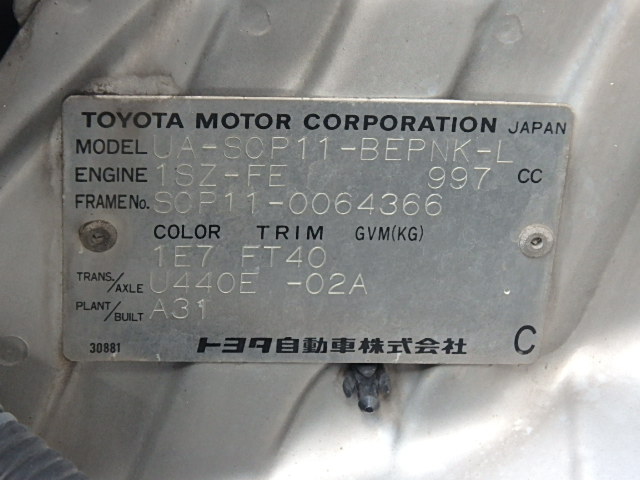 TOYOTA MOTOR CORPORATION JAPAN
MODEL UA-SCP11-BEPNK-L
ENGINE 1SZ-FE 997 CC
FRAME No. SCP11-0064366
COLOR TRIM GVM(KG)
1E7 FT40
TRANS./AXLE U440E -02A
PLANT/BUILT A31
30881 トヨタ自動車株式会社 C